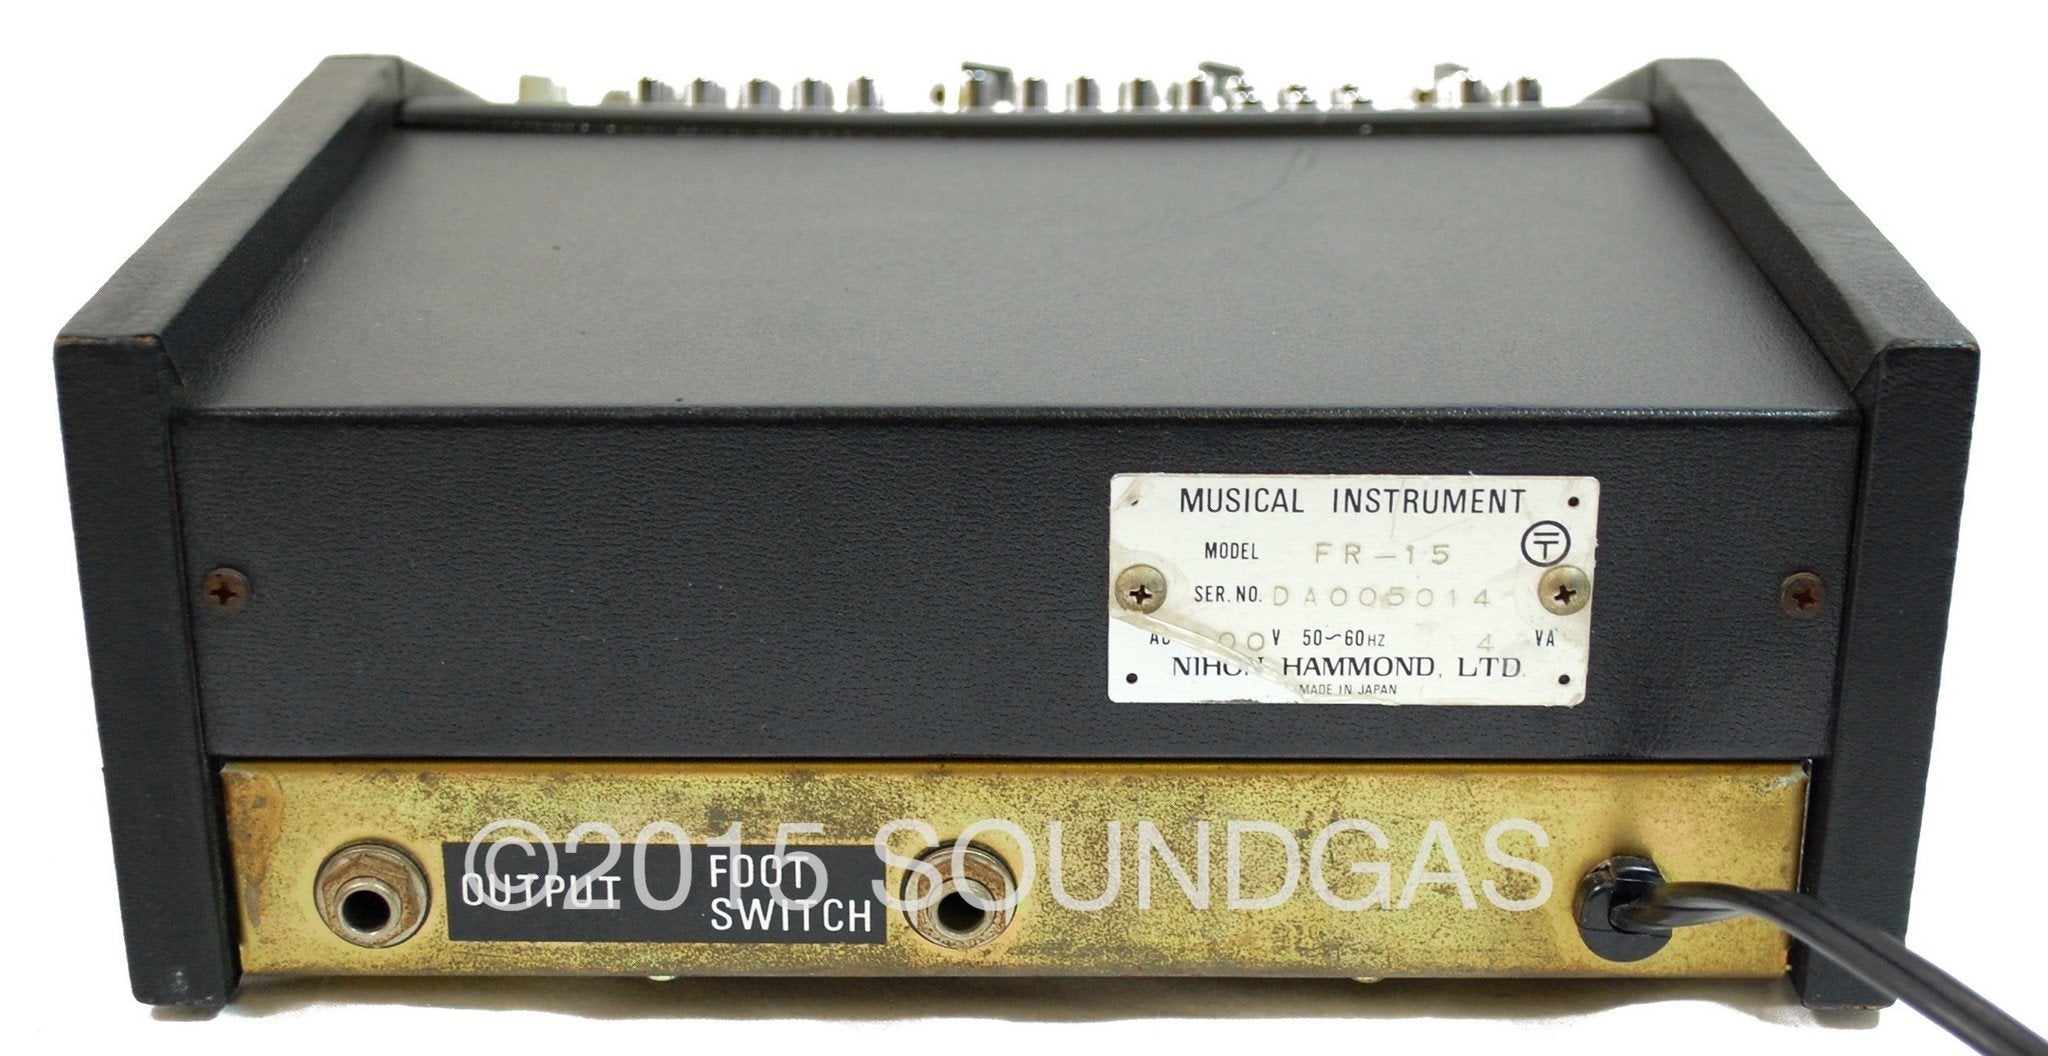 MUSICAL INSTRUMENT
MODEL FR-15
SER. NO. DA005014
00 V 50~60HZ 4 VA
HAMMOND, LTD.
MADE IN JAPAN
©2015 SOUNDGAS
OUTPUT FOOT
SWITCH